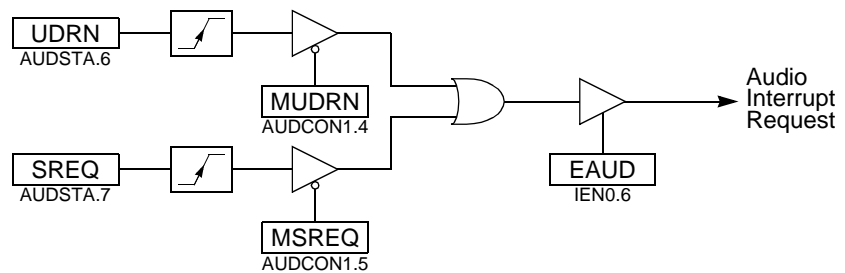 UDRN
AUDSTA.6
MUDRN
AUDCON1.4
Audio
Interrupt
Request
SREQ
AUDSTA.7
EAUD
IEN0.6
MSREQ
AUDCON1.5